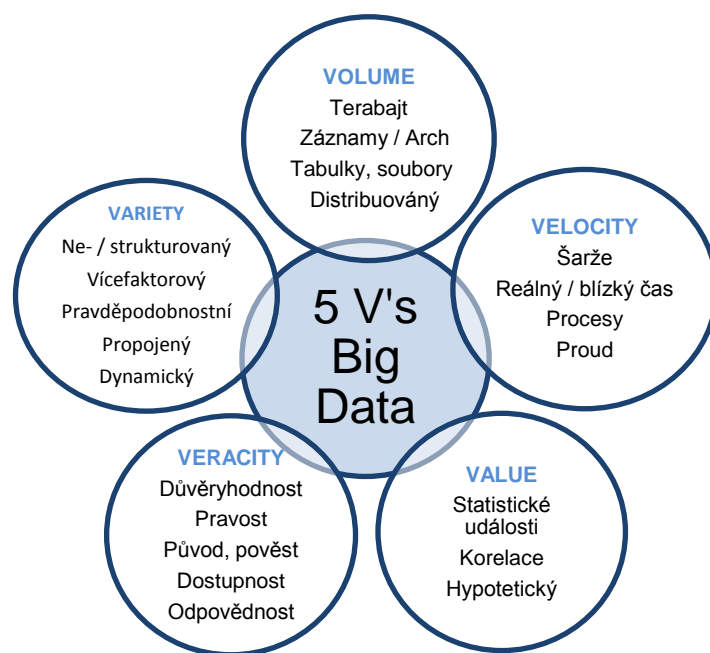 VOLUME
Terabajt
Záznamy / Arch
Tabulky, soubory
Distribuováný
VELOCITY
Šarže
Reálný / blízký čas
Procesy
Proud
VALUE
Statistické
události
Korelace
Hypotetický
VERACITY
Důvěryhodnost
Pravost
Původ, pověst
Dostupnost
Odpovědnost
VARIETY
Ne- / strukturovaný
Vícefaktorový
Pravděpodobnostní
Propojený
Dynamický
5 V's
Big
Data